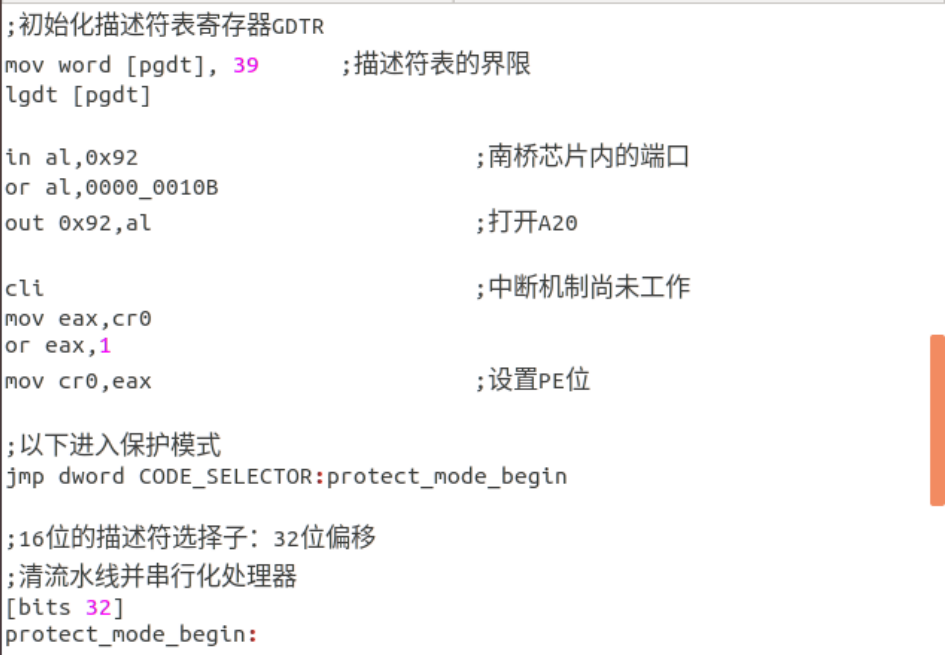 ;初始化描述符表寄存器GDTR
mov word [pgdt], 39      ;描述符表的界限
lgdt [pgdt]
in al,0x92                         ;南桥芯片内的端口
or al,0000_0010B
out 0x92,al                        ;打开A20
cli                                ;中断机制尚未工作
mov eax,cr0
or eax,1
mov cr0,eax                        ;设置PE位
;以下进入保护模式
jmp dword CODE_SELECTOR:protect_mode_begin
;16位的描述符选择子：32位偏移
;清流水线并串行化处理器
[bits 32]
protect_mode_begin: